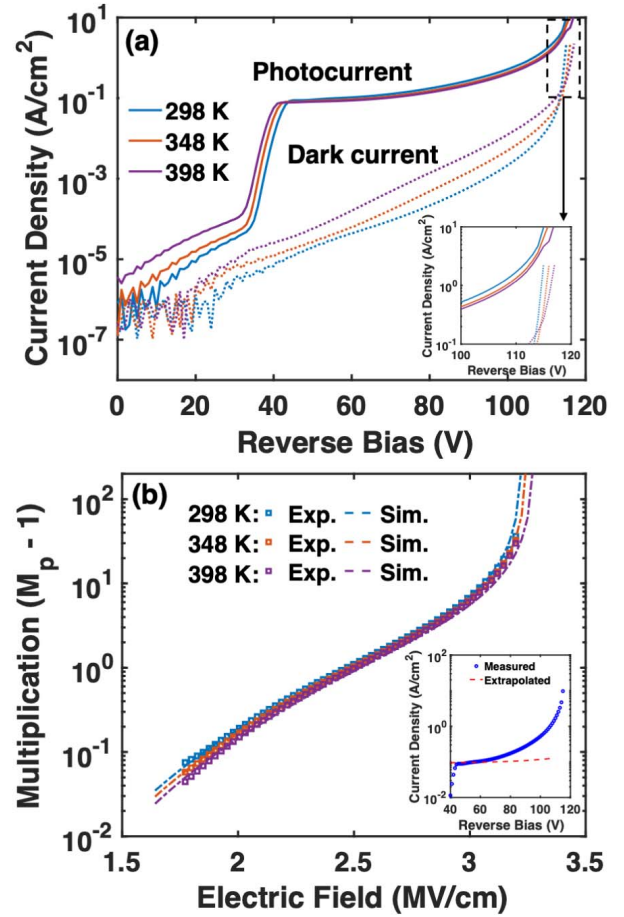 (a)
Photocurrent
Dark current
298 K
348 K
398 K
Current Density (A/cm²)
10¹
10⁻¹
10⁻³
10⁻⁵
10⁻⁷
0 20 40 60 80 100 120
Reverse Bias (V)
Current Density (A/cm²)
10¹
10⁰
10⁻¹
100 110 120
Reverse Bias (V)
(b)
298 K: Exp. Sim.
348 K: Exp. Sim.
398 K: Exp. Sim.
Multiplication (Mₚ - 1)
10²
10¹
10⁰
10⁻¹
10⁻²
1.5 2 2.5 3 3.5
Electric Field (MV/cm)
Measured
Extrapolated
Current Density (A/cm²)
10²
10⁰
10⁻²
40 60 80 100 120
Reverse Bias (V)